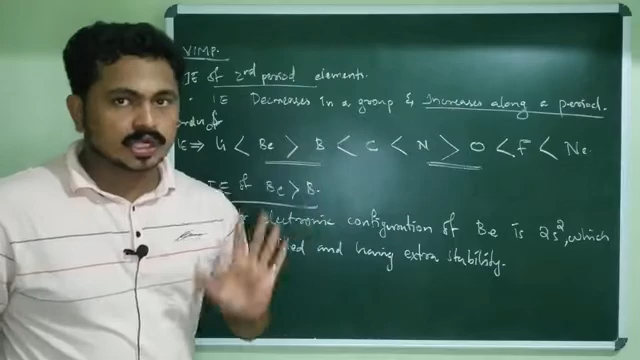 VIMP.
IE of 2nd period elements.
• IE Decreases in a group & Increases along a period.
IE ⇒ Li < Be > B < C < N > O < F < Ne.
IE of Be > B.
electronic configuration of Be is 2s², which
and having extra stability.